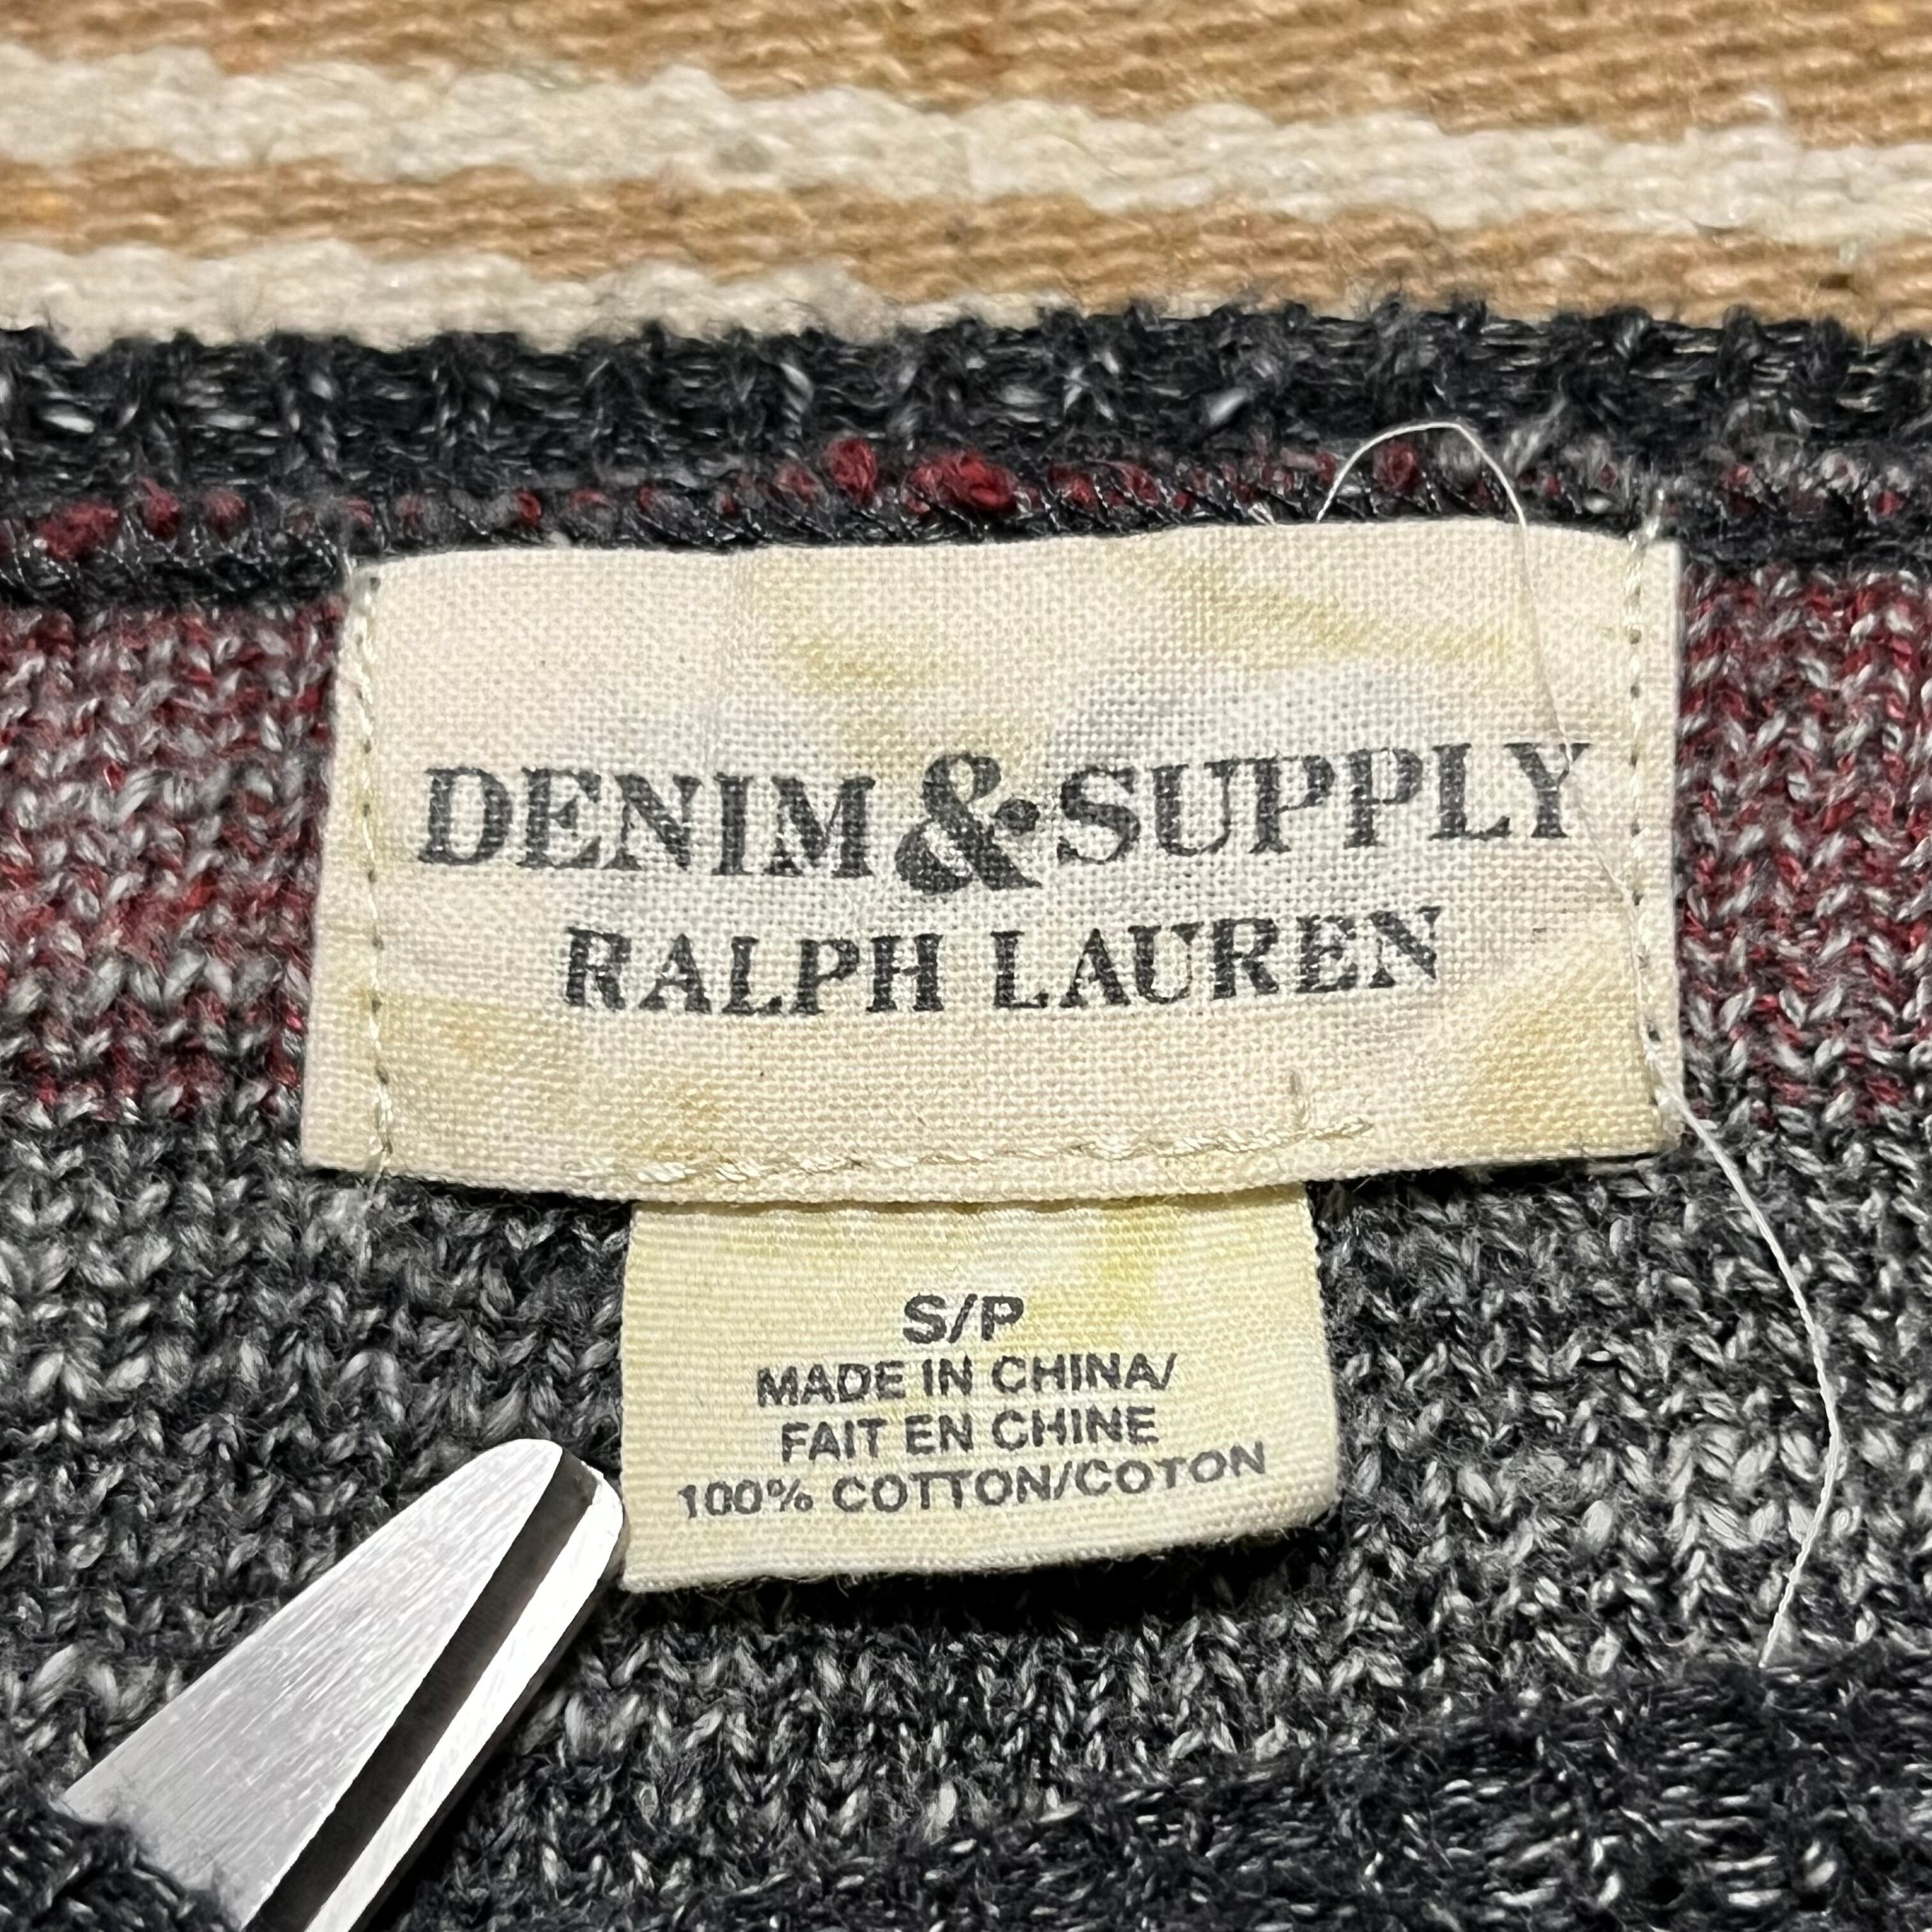 DENIM & SUPPLY
RALPH LAUREN
S/P
MADE IN CHINA/
FAIT EN CHINE
100% COTTON/COTON